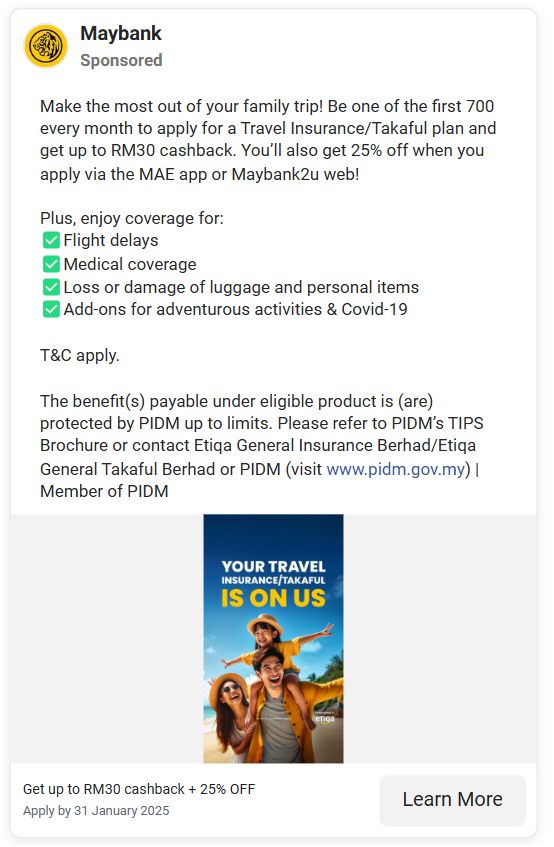 Maybank
Sponsored
Make the most out of your family trip! Be one of the first 700
every month to apply for a Travel Insurance/Takaful plan and
get up to RM30 cashback. You’ll also get 25% off when you
apply via the MAE app or Maybank2u web!
Plus, enjoy coverage for:
✅Flight delays
✅Medical coverage
✅Loss or damage of luggage and personal items
✅Add-ons for adventurous activities & Covid-19
T&C apply.
The benefit(s) payable under eligible product is (are)
protected by PIDM up to limits. Please refer to PIDM’s TIPS
Brochure or contact Etiqa General Insurance Berhad/Etiqa
General Takaful Berhad or PIDM (visit www.pidm.gov.my) |
Member of PIDM
YOUR TRAVEL
INSURANCE/TAKAFUL
IS ON US
etiqa
Get up to RM30 cashback + 25% OFF
Apply by 31 January 2025
Learn More